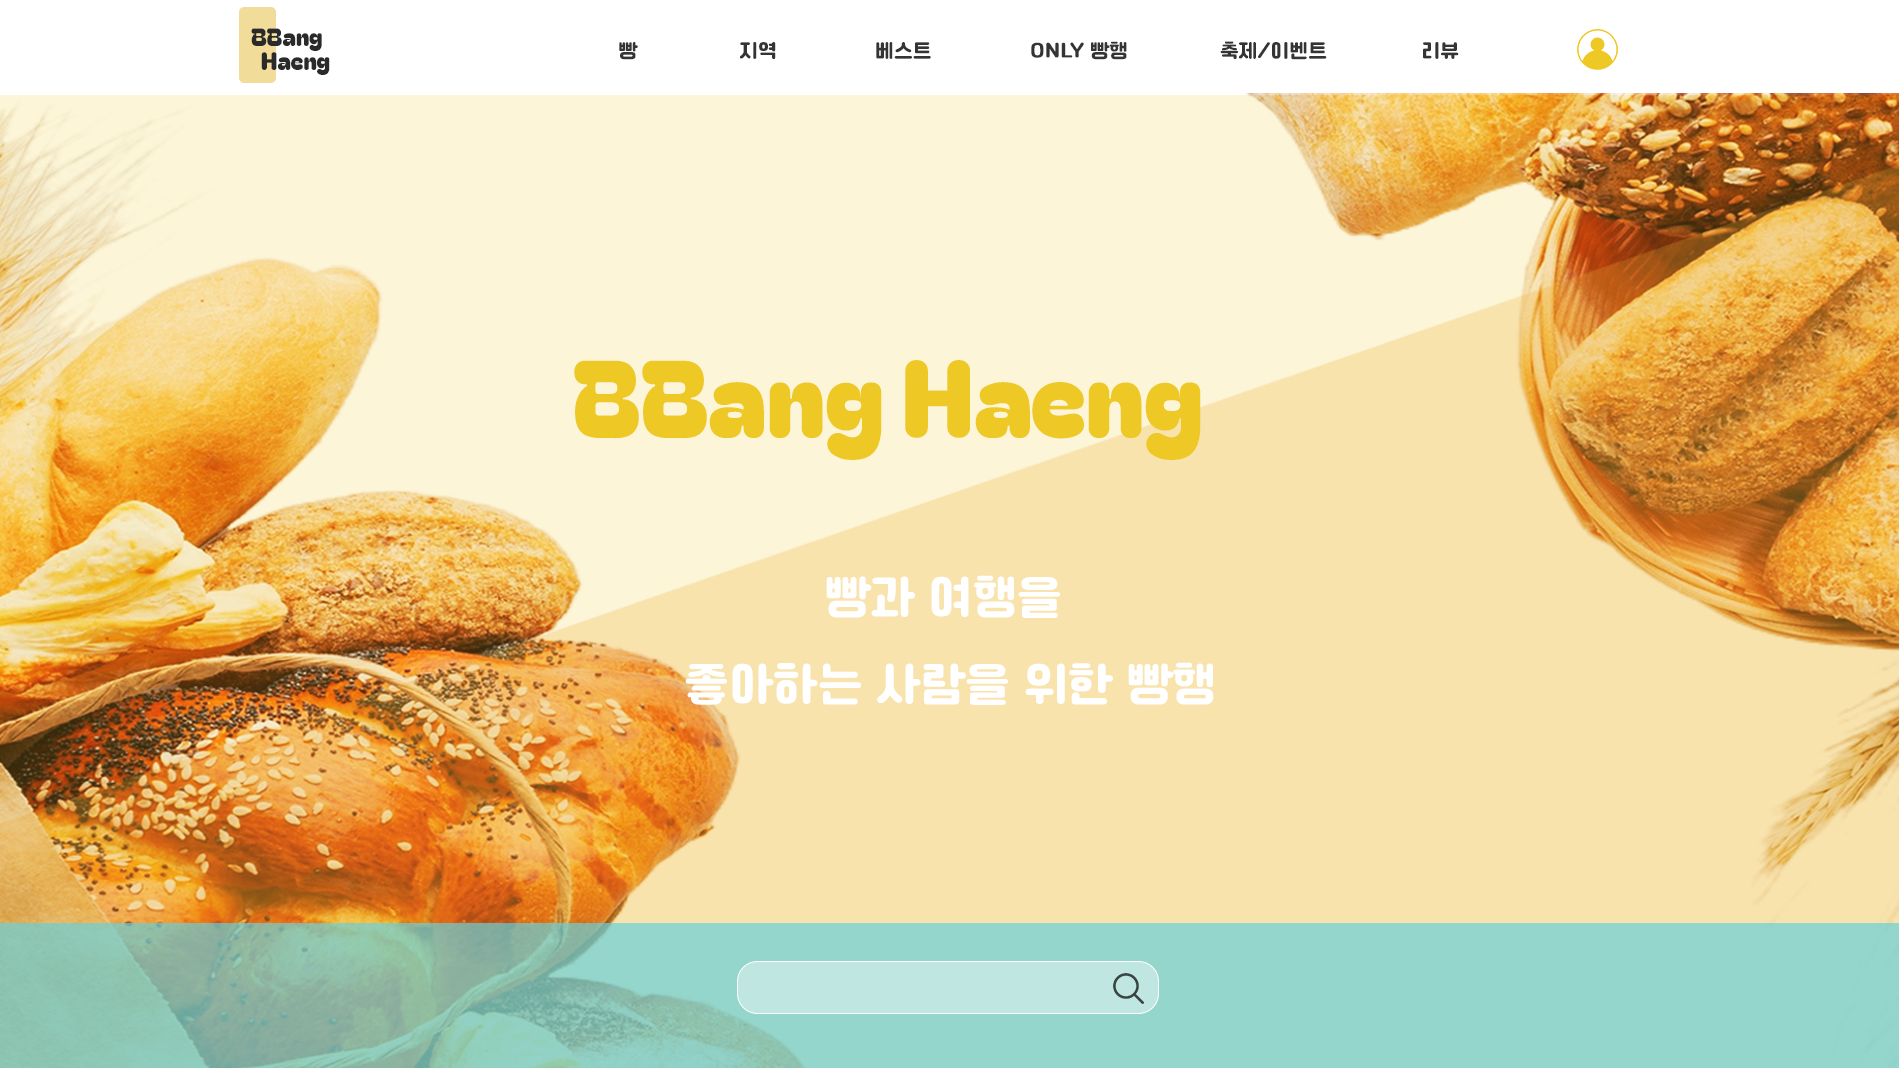 BBang
Haeng
빵
지역
베스트
ONLY 빵행
축제/이벤트
리뷰
BBang Haeng
빵과 여행을
좋아하는 사람을 위한 빵행